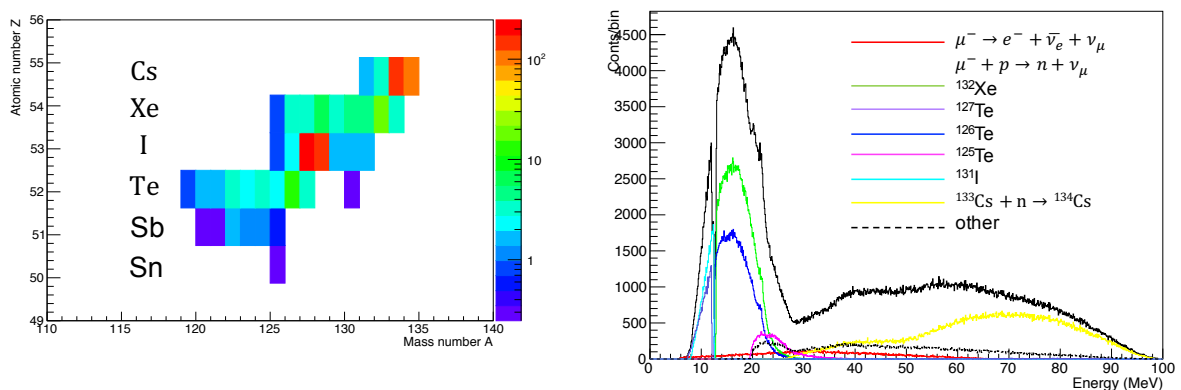 Atomic number Z
56
55
54
53
52
51
50
49
Cs
Xe
I
Te
Sb
Sn
110
115
120
125
130
135
140
Mass number A
10²
10
1
Conts/bin
4500
4000
3500
3000
2500
2000
1500
1000
500
0
μ⁻ → e⁻ + ν̅ₑ + ν_μ
μ⁻ + p → n + ν_μ
¹³²Xe
¹²⁷Te
¹²⁶Te
¹²⁵Te
¹³¹I
¹³³Cs + n → ¹³⁴Cs
other
0 10 20 30 40 50 60 70 80 90 100
Energy (MeV)